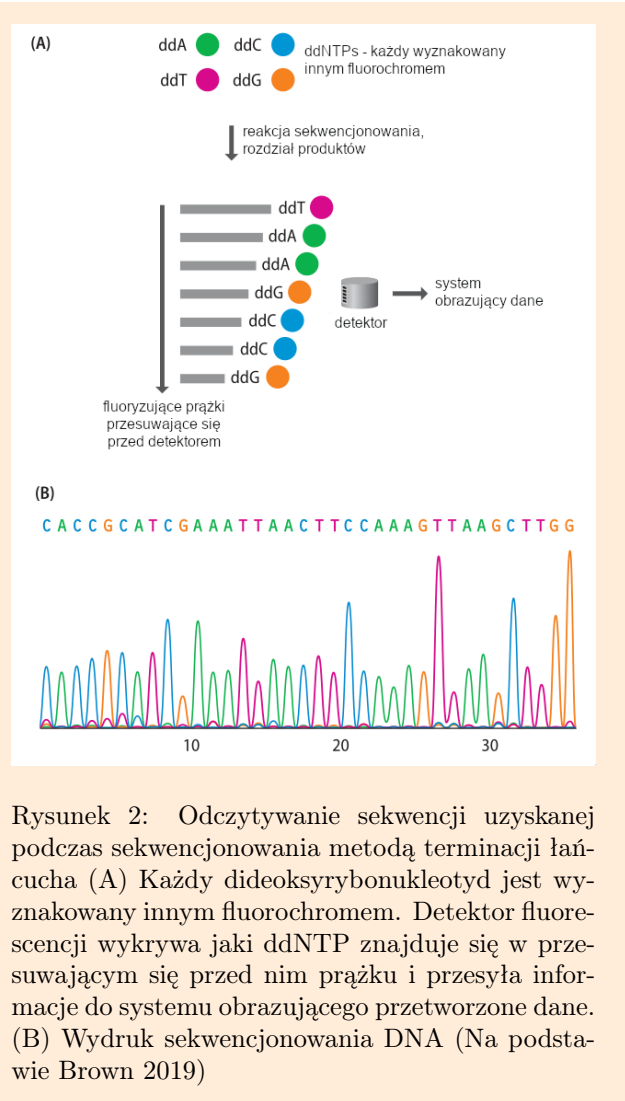 (A)
ddA ddC
ddT ddG
ddNTPs - każdy wyznakowany
innym fluorochromem
reakcja sekwencjonowania,
rozdział produktów
ddT
ddA
ddA
ddG
ddC
ddC
ddG
detektor
system
obrazujący dane
fluoryzujące prążki
przesuwające się
przed detektorem
(B)
C A C C G C A T C G A A A T T A A C T T C C A A A G T T A A G C T T G G
10 20 30
Rysunek 2: Odczytywanie sekwencji uzyskanej
podczas sekwencjonowania metodą terminacji łań-
cucha (A) Każdy dideoksyrybonukleotyd jest wy-
znakowany innym fluorochromem. Detektor fluore-
scencji wykrywa jaki ddNTP znajduje się w prze-
suwającym się przed nim prążku i przesyła infor-
macje do systemu obrazującego przetworzone dane.
(B) Wydruk sekwencjonowania DNA (Na podsta-
wie Brown 2019)